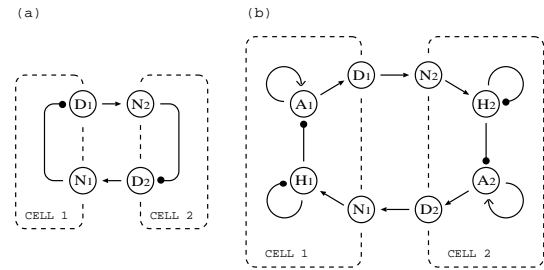 (a)
D1 N2
N1 D2
CELL 1 CELL 2
(b)
D1 N2
A1 H2
H1 A2
N1 D2
CELL 1 CELL 2